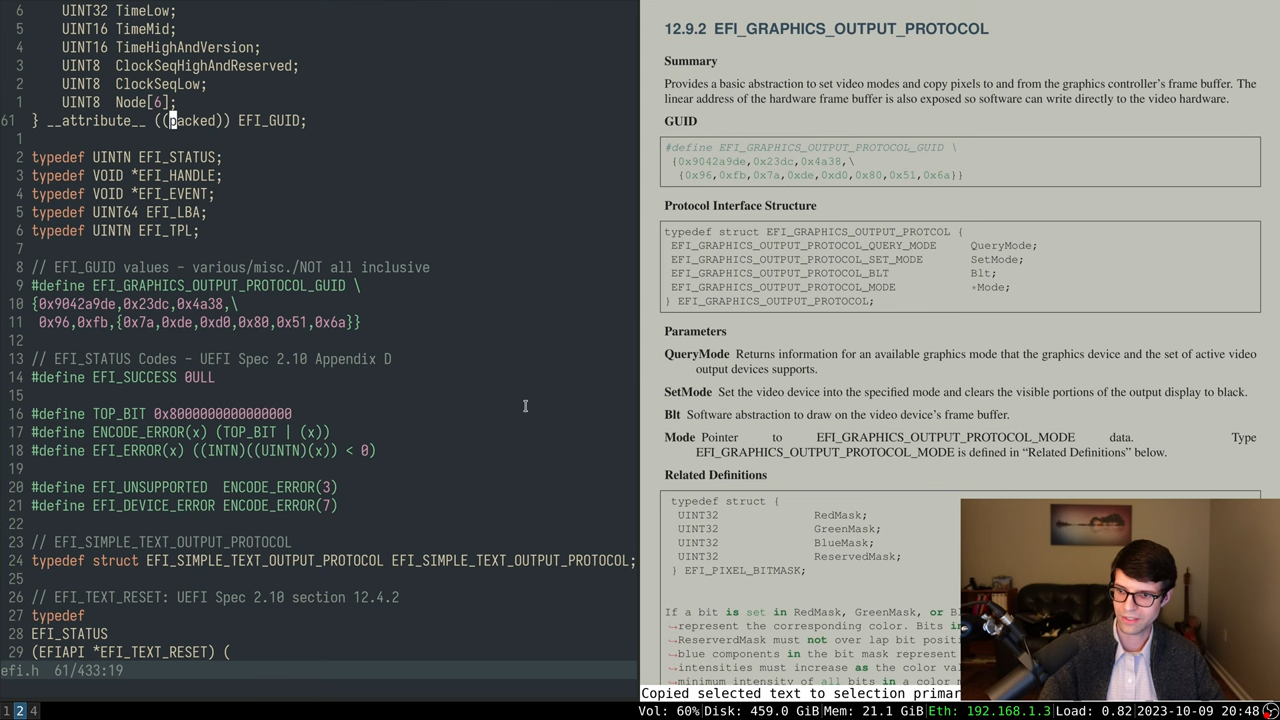 6     UINT32 TimeLow;
5     UINT16 TimeMid;
4     UINT16 TimeHighAndVersion;
3     UINT8  ClockSeqHighAndReserved;
2     UINT8  ClockSeqLow;
1     UINT8  Node[6];
61 } __attribute__ ((packed)) EFI_GUID;
1
2 typedef UINTN EFI_STATUS;
3 typedef VOID *EFI_HANDLE;
4 typedef VOID *EFI_EVENT;
5 typedef UINT64 EFI_LBA;
6 typedef UINTN EFI_TPL;
7
8 // EFI_GUID values - various/misc./NOT all inclusive
9 #define EFI_GRAPHICS_OUTPUT_PROTOCOL_GUID \
10 {0x9042a9de,0x23dc,0x4a38,\
11  0x96,0xfb,{0x7a,0xde,0xd0,0x80,0x51,0x6a}}
12
13 // EFI_STATUS Codes - UEFI Spec 2.10 Appendix D
14 #define EFI_SUCCESS 0ULL
15
16 #define TOP_BIT 0x8000000000000000
17 #define ENCODE_ERROR(x) (TOP_BIT | (x))
18 #define EFI_ERROR(x) ((INTN)((UINTN)(x)) < 0)
19
20 #define EFI_UNSUPPORTED  ENCODE_ERROR(3)
21 #define EFI_DEVICE_ERROR ENCODE_ERROR(7)
22
23 // EFI_SIMPLE_TEXT_OUTPUT_PROTOCOL
24 typedef struct EFI_SIMPLE_TEXT_OUTPUT_PROTOCOL EFI_SIMPLE_TEXT_OUTPUT_PROTOCOL;
25
26 // EFI_TEXT_RESET: UEFI Spec 2.10 section 12.4.2
27 typedef
28 EFI_STATUS
29 (EFIAPI *EFI_TEXT_RESET) (
efi.h  61/433:19
12.9.2 EFI_GRAPHICS_OUTPUT_PROTOCOL
Summary
Provides a basic abstraction to set video modes and copy pixels to and from the graphics controller's frame buffer. The
linear address of the hardware frame buffer is also exposed so software can write directly to the video hardware.
GUID
#define EFI_GRAPHICS_OUTPUT_PROTOCOL_GUID \
{0x9042a9de,0x23dc,0x4a38,\
{0x96,0xfb,0x7a,0xde,0xd0,0x80,0x51,0x6a}}
Protocol Interface Structure
typedef struct EFI_GRAPHICS_OUTPUT_PROTCOL {
EFI_GRAPHICS_OUTPUT_PROTOCOL_QUERY_MODE QueryMode;
EFI_GRAPHICS_OUTPUT_PROTOCOL_SET_MODE SetMode;
EFI_GRAPHICS_OUTPUT_PROTOCOL_BLT Blt;
EFI_GRAPHICS_OUTPUT_PROTOCOL_MODE *Mode;
} EFI_GRAPHICS_OUTPUT_PROTOCOL;
Parameters
QueryMode Returns information for an available graphics mode that the graphics device and the set of active video
output devices supports.
SetMode Set the video device into the specified mode and clears the visible portions of the output display to black.
Blt Software abstraction to draw on the video device's frame buffer.
Mode Pointer to EFI_GRAPHICS_OUTPUT_PROTOCOL_MODE data. Type
EFI_GRAPHICS_OUTPUT_PROTOCOL_MODE is defined in “Related Definitions” below.
Related Definitions
typedef struct {
UINT32 RedMask;
UINT32 GreenMask;
UINT32 BlueMask;
UINT32 ReservedMask;
} EFI_PIXEL_BITMASK;
If a bit is set in RedMask, GreenMask, or B
represent the corresponding color. Bits in
ReserverdMask must not over lap bit posit
blue components in the bit mask represent
intensities must increase as the color va
minimum intensity of all bits in a color m
Copied selected text to selection primar
1 2 4
Vol: 60%|Disk: 459.0 GiB|Mem: 21.1 GiB|Eth: 192.168.1.3|Load: 0.82|2023-10-09 20:48